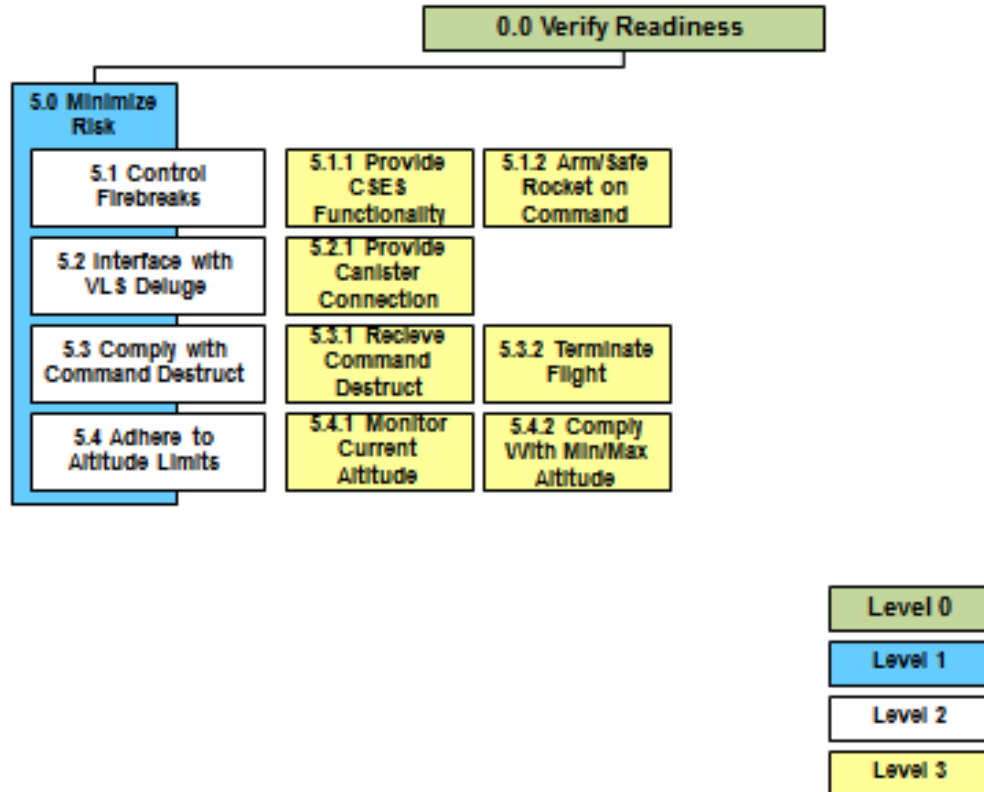 0.0 Verify Readiness
5.0 Minimize
Risk
5.1 Control
Firebreaks
5.1.1 Provide
CSES
Functionality
5.1.2 Arm/Safe
Rocket on
Command
5.2 Interface with
VLS Deluge
5.2.1 Provide
Canister
Connection
5.3 Comply with
Command Destruct
5.3.1 Recieve
Command
Destruct
5.3.2 Terminate
Flight
5.4 Adhere to
Altitude Limits
5.4.1 Monitor
Current
Altitude
5.4.2 Comply
With Min/Max
Altitude
Level 0
Level 1
Level 2
Level 3